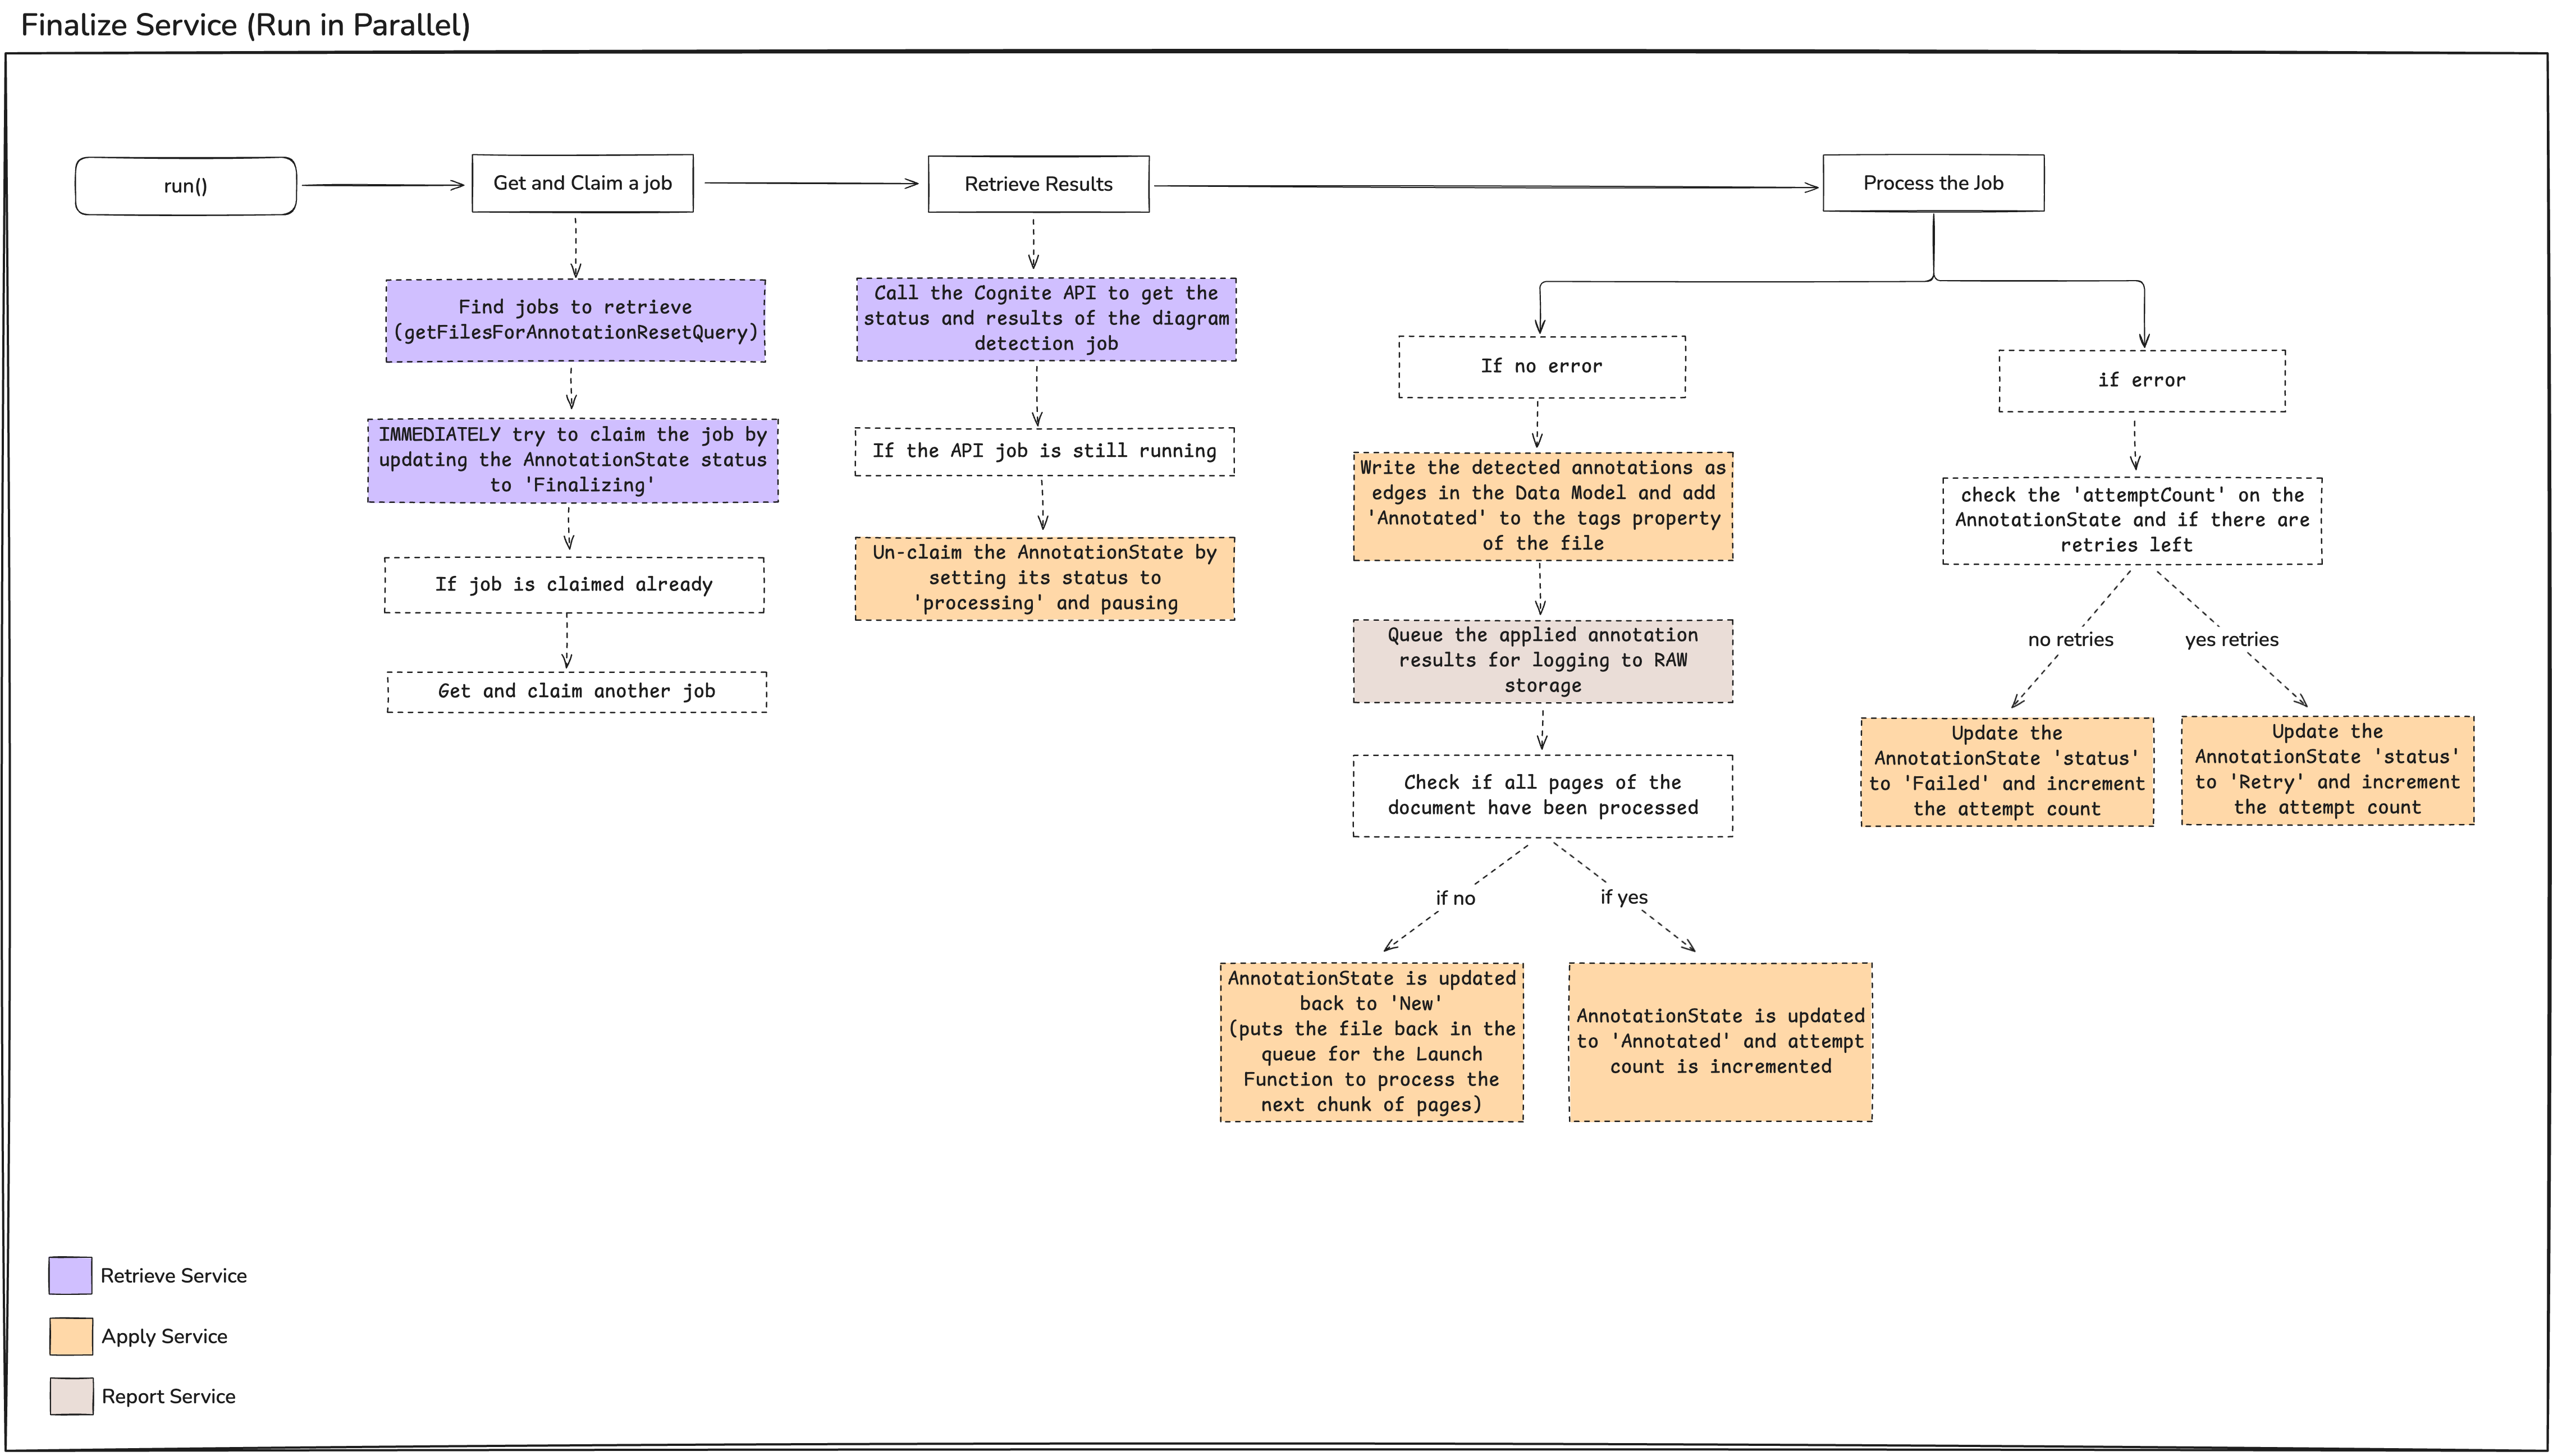 Finalize Service (Run in Parallel)
run()
Get and Claim a job
Retrieve Results
Process the Job
Find jobs to retrieve
(getFilesForAnnotationResetQuery)
IMMEDIATELY try to claim the job by
updating the AnnotationState status
to 'Finalizing'
If job is claimed already
Get and claim another job
Call the Cognite API to get the
status and results of the diagram
detection job
If the API job is still running
Un-claim the AnnotationState by
setting its status to
'processing' and pausing
If no error
Write the detected annotations as
edges in the Data Model and add
'Annotated' to the tags property
of the file
Queue the applied annotation
results for logging to RAW
storage
Check if all pages of the
document have been processed
if no
if yes
AnnotationState is updated
back to 'New'
(puts the file back in the
queue for the Launch
Function to process the
next chunk of pages)
AnnotationState is updated
to 'Annotated' and attempt
count is incremented
if error
check the 'attemptCount' on the
AnnotationState and if there are
retries left
no retries
yes retries
Update the
AnnotationState 'status'
to 'Failed' and increment
the attempt count
Update the
AnnotationState 'status'
to 'Retry' and increment
the attempt count
Retrieve Service
Apply Service
Report Service